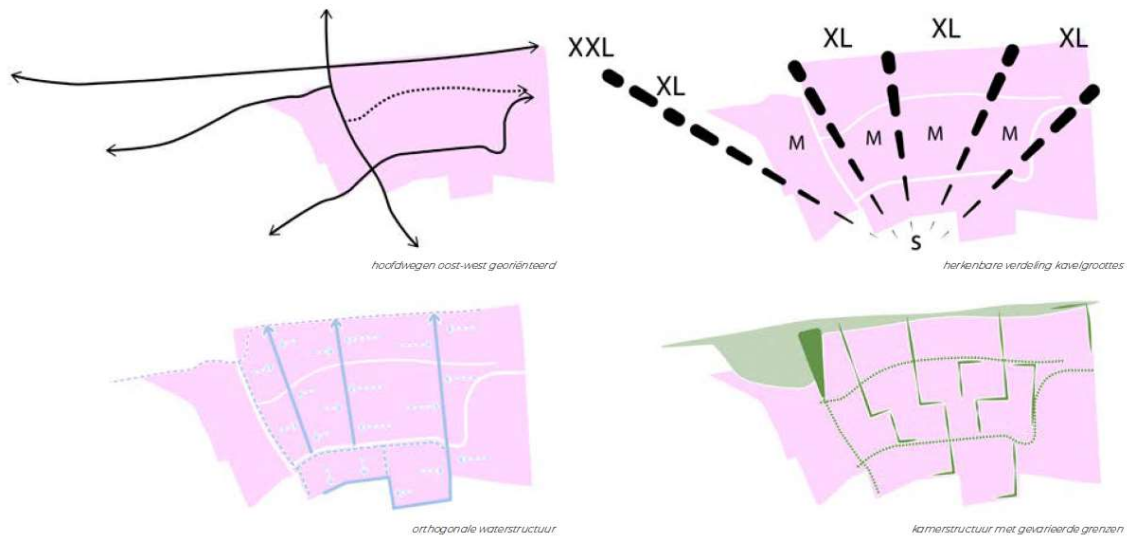 hoofdwegen oost-west georiënteerd
XXL
XL
XL
XL
XL
M
M
M
M
S
herkenbare verdeling kavelgroottes
orthogonale waterstructuur
kamerstructuur met gevarieerde grenzen